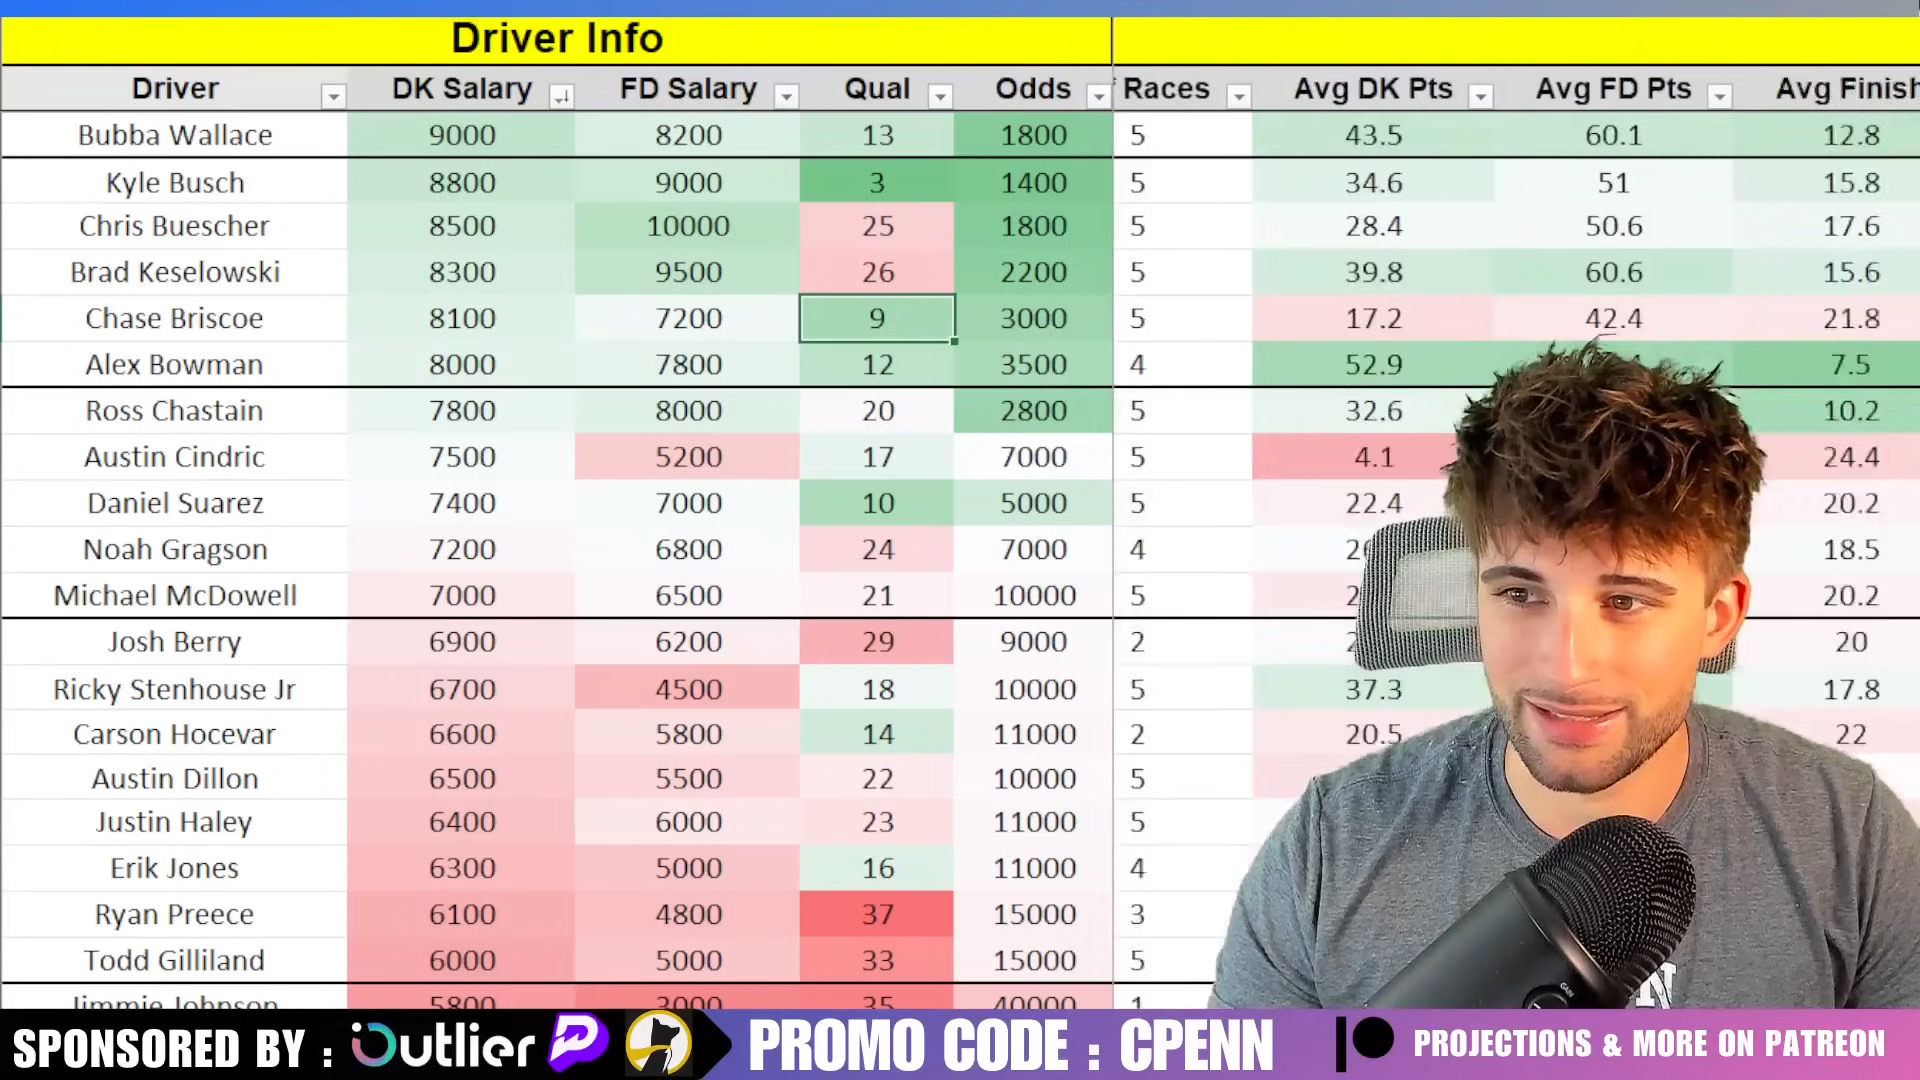 Driver Info
Driver DK Salary FD Salary Qual Odds Races Avg DK Pts Avg FD Pts Avg Finish
Bubba Wallace 9000 8200 13 1800 5 43.5 60.1 12.8
Kyle Busch 8800 9000 3 1400 5 34.6 51 15.8
Chris Buescher 8500 10000 25 1800 5 28.4 50.6 17.6
Brad Keselowski 8300 9500 26 2200 5 39.8 60.6 15.6
Chase Briscoe 8100 7200 9 3000 5 17.2 42.4 21.8
Alex Bowman 8000 7800 12 3500 4 52.9 7.5
Ross Chastain 7800 8000 20 2800 5 32.6 10.2
Austin Cindric 7500 5200 17 7000 5 4.1 24.4
Daniel Suarez 7400 7000 10 5000 5 22.4 20.2
Noah Gragson 7200 6800 24 7000 4 18.5
Michael McDowell 7000 6500 21 10000 5 20.2
Josh Berry 6900 6200 29 9000 2 20
Ricky Stenhouse Jr 6700 4500 18 10000 5 37.3 17.8
Carson Hocevar 6600 5800 14 11000 2 20.5 22
Austin Dillon 6500 5500 22 10000 5
Justin Haley 6400 6000 23 11000 5
Erik Jones 6300 5000 16 11000 4
Ryan Preece 6100 4800 37 15000 3
Todd Gilliland 6000 5000 33 15000 5
Jimmie Johnson 5800 3000 35 40000 1
SPONSORED BY : Outlier P PROMO CODE : CPENN PROJECTIONS & MORE ON PATREON